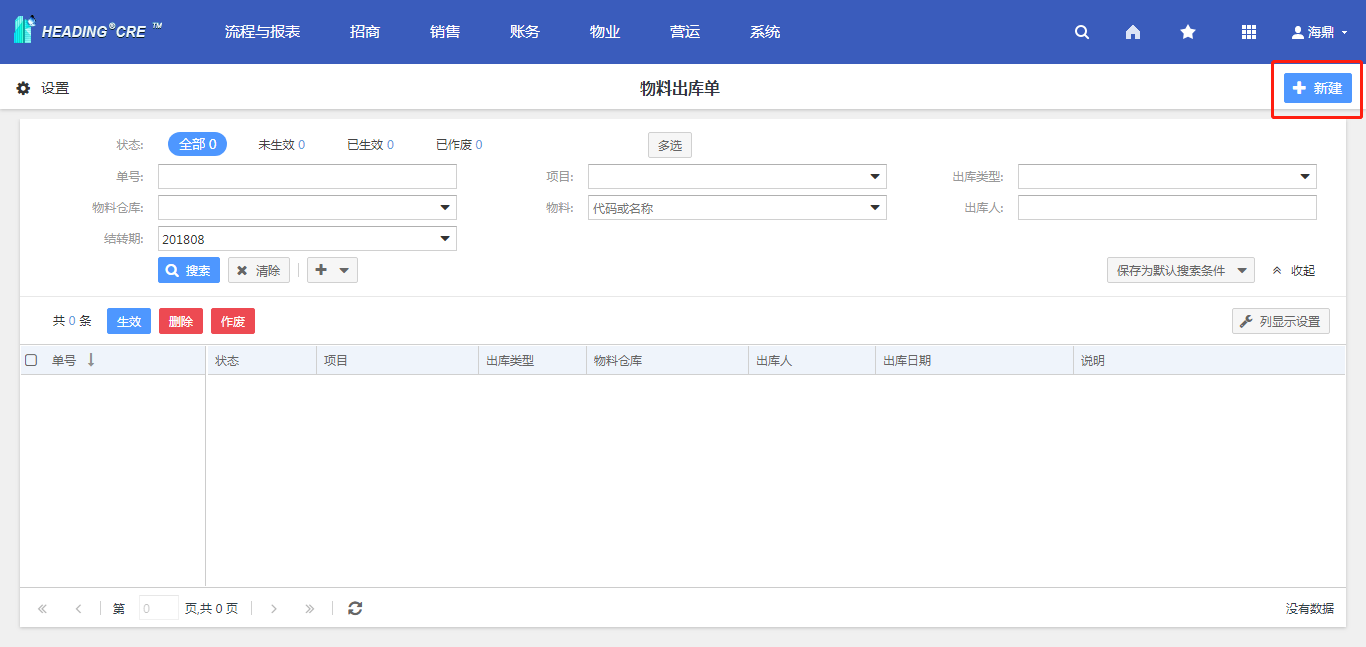 HEADING®CRE ™ 流程与报表 招商 销售 账务 物业 营运 系统 海鼎
设置 物料出库单 新建
状态: 全部 0 未生效 0 已生效 0 已作废 0 多选
单号: 项目: 出库类型:
物料仓库: 物料: 代码或名称 出库人:
结转期: 201808
搜索 清除 保存为默认搜索条件 收起
共 0 条 生效 删除 作废 列显示设置
单号 状态 项目 出库类型 物料仓库 出库人 出库日期 说明
第 0 页,共 0 页 没有数据